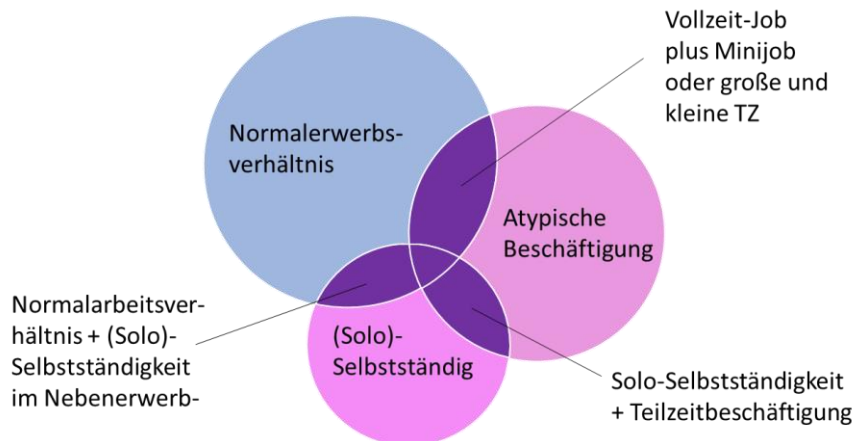 Vollzeit-Job
plus Minijob
oder große und
kleine TZ
Normalerwerbs-
verhältnis
Atypische
Beschäftigung
Normalarbeitsver-
hältnis + (Solo)-
Selbstständigkeit
im Nebenerwerb-
(Solo)-
Selbstständig
Solo-Selbstständigkeit
+ Teilzeitbeschäftigung